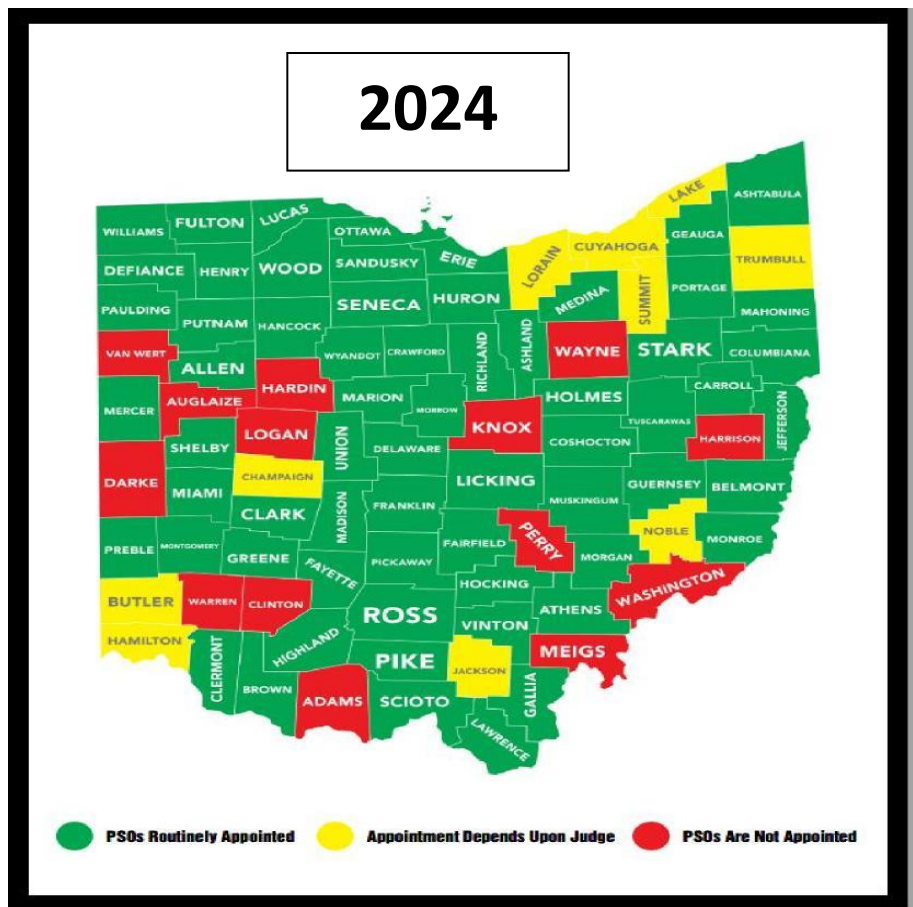 2024
LAKE
ASHTABULA
LUCAS
FULTON
WILLIAMS
OTTAWA
GEAUGA
CUYAHOGA
ERIE
SANDUSKY
LORAIN
TRUMBULL
DEFIANCE
HENRY
WOOD
PORTAGE
SUMMIT
HURON
MEDINA
SENECA
PAULDING
MAHONING
PUTNAM
HANCOCK
ASHLAND
RICHLAND
WAYNE
STARK
COLUMBIANA
VAN WERT
WYANDOT
CRAWFORD
ALLEN
CARROLL
HARDIN
MARION
HOLMES
AUGLAIZE
MERCER
MORROW
JEFFERSON
TUSCARAWAS
KNOX
LOGAN
UNION
HARRISON
COSHOCTON
SHELBY
DELAWARE
CHAMPAIGN
LICKING
DARKE
GUERNSEY
BELMONT
MIAMI
MUSKINGUM
FRANKLIN
MADISON
CLARK
NOBLE
MONROE
PERRY
FAIRFIELD
PREBLE
MONTGOMERY
GREENE
MORGAN
PICKAWAY
FAYETTE
HOCKING
WASHINGTON
BUTLER
WARREN
CLINTON
ATHENS
ROSS
VINTON
HAMILTON
HIGHLAND
MEIGS
PIKE
CLERMONT
JACKSON
BROWN
GALLIA
ADAMS
SCIOTO
LAWRENCE
PSOs Routinely Appointed
Appointment Depends Upon Judge
PSOs Are Not Appointed